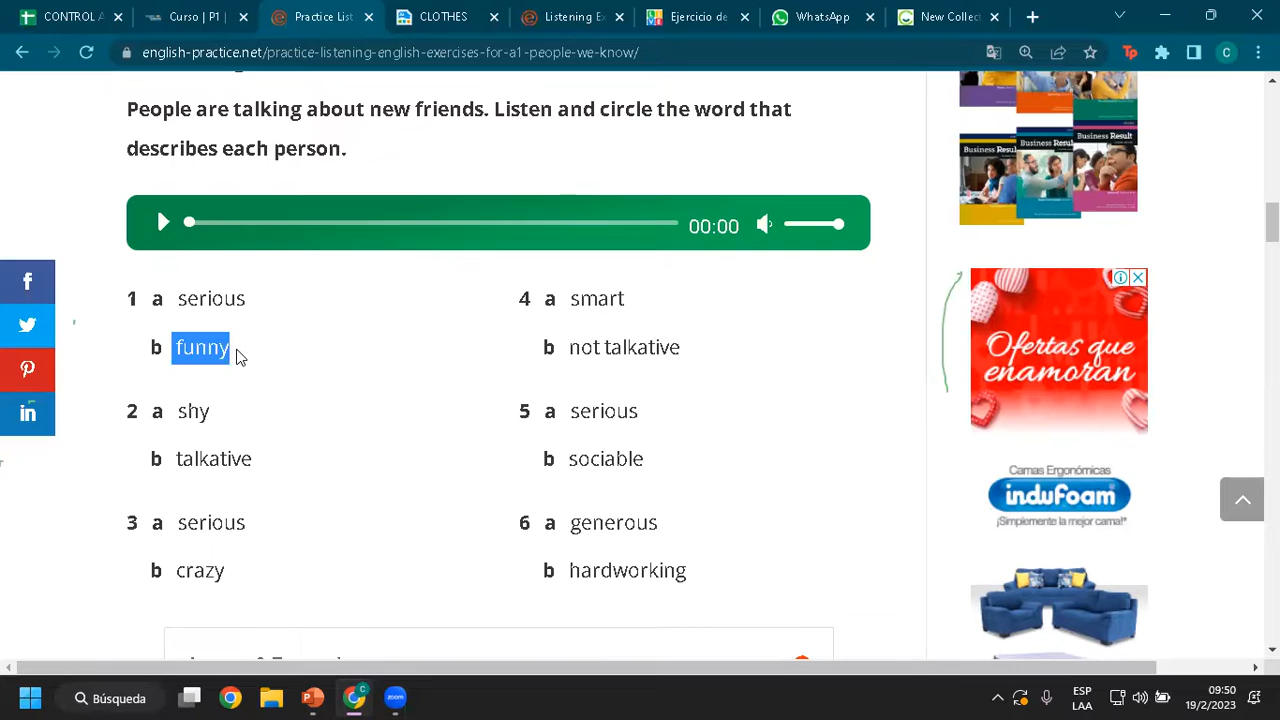 CONTROL A
Curso | P1
Practice List
CLOTHES
Listening Ex
Ejercicio de
WhatsApp
New Collect
english-practice.net/practice-listening-english-exercises-for-a1-people-we-know/
C
People are talking about new friends. Listen and circle the word that
describes each person.
00:00
1 a serious
b funny
2 a shy
b talkative
3 a serious
b crazy
4 a smart
b not talkative
5 a serious
b sociable
6 a generous
b hardworking
Business Result
Business Result
Business Result
Ofertas que
enamoran
Camas Ergonómicas
induFoam
¡Simplemente la mejor cama!"
Búsqueda
zoom
ESP
LAA
09:50
19/2/2023